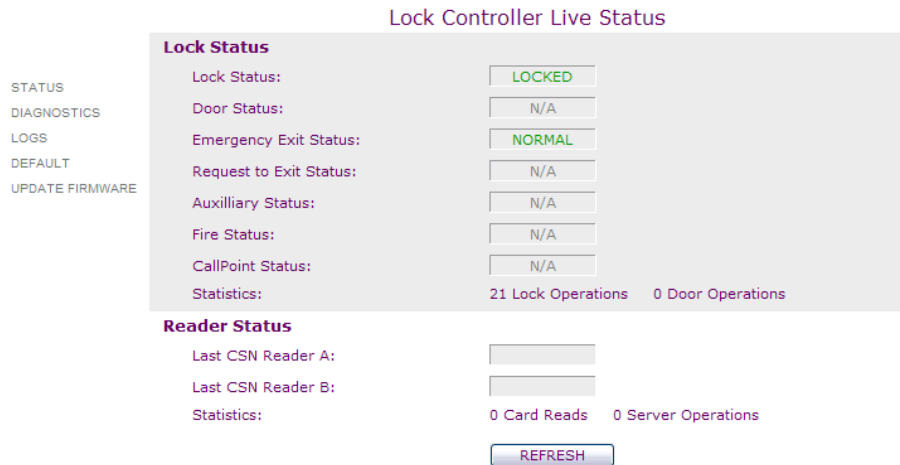 Lock Controller Live Status
STATUS
DIAGNOSTICS
LOGS
DEFAULT
UPDATE FIRMWARE
Lock Status
Lock Status: LOCKED
Door Status: N/A
Emergency Exit Status: NORMAL
Request to Exit Status: N/A
Auxilliary Status: N/A
Fire Status: N/A
CallPoint Status: N/A
Statistics: 21 Lock Operations 0 Door Operations
Reader Status
Last CSN Reader A:
Last CSN Reader B:
Statistics: 0 Card Reads 0 Server Operations
REFRESH